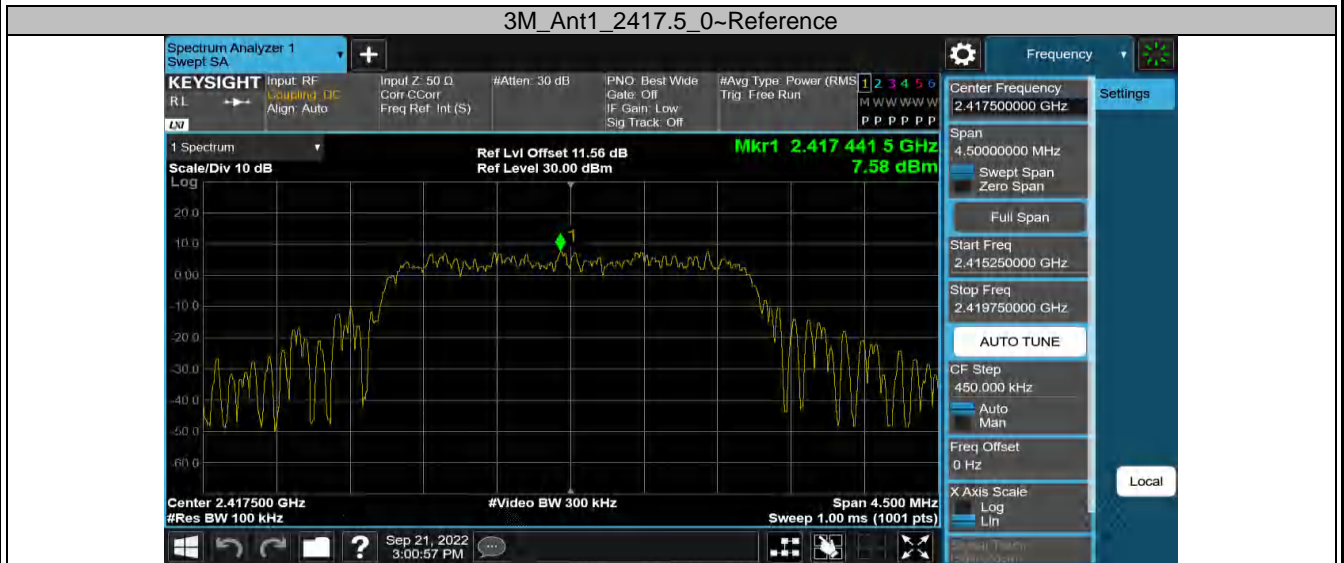 3M_Ant1_2417.5_0~Reference
Spectrum Analyzer 1
Swept SA
+
Frequency
KEYSIGHT
RL
LXI
Input: RF
Coupling: DC
Align: Auto
Input Z: 50 Ω
Corr CCorr
Freq Ref: Int (S)
#Atten: 30 dB
PNO: Best Wide
Gate: Off
IF Gain: Low
Sig Track: Off
#Avg Type: Power (RMS
Trig: Free Run
1 2 3 4 5 6
M W W W W W
P P P P P P
1 Spectrum
Scale/Div 10 dB
Log
Ref Lvl Offset 11.56 dB
Ref Level 30.00 dBm
Mkr1 2.417 441 5 GHz
7.58 dBm
1
20.0
10.0
0.00
-10.0
-20.0
-30.0
-40.0
-50.0
-60.0
Center 2.417500 GHz
#Res BW 100 kHz
#Video BW 300 kHz
Span 4.500 MHz
Sweep 1.00 ms (1001 pts)
Center Frequency
2.417500000 GHz
Settings
Span
4.50000000 MHz
Swept Span
Zero Span
Full Span
Start Freq
2.415250000 GHz
Stop Freq
2.419750000 GHz
AUTO TUNE
CF Step
450.000 kHz
Auto
Man
Freq Offset
0 Hz
X Axis Scale
Log
Lin
Local
?
Sep 21, 2022
3:00:57 PM